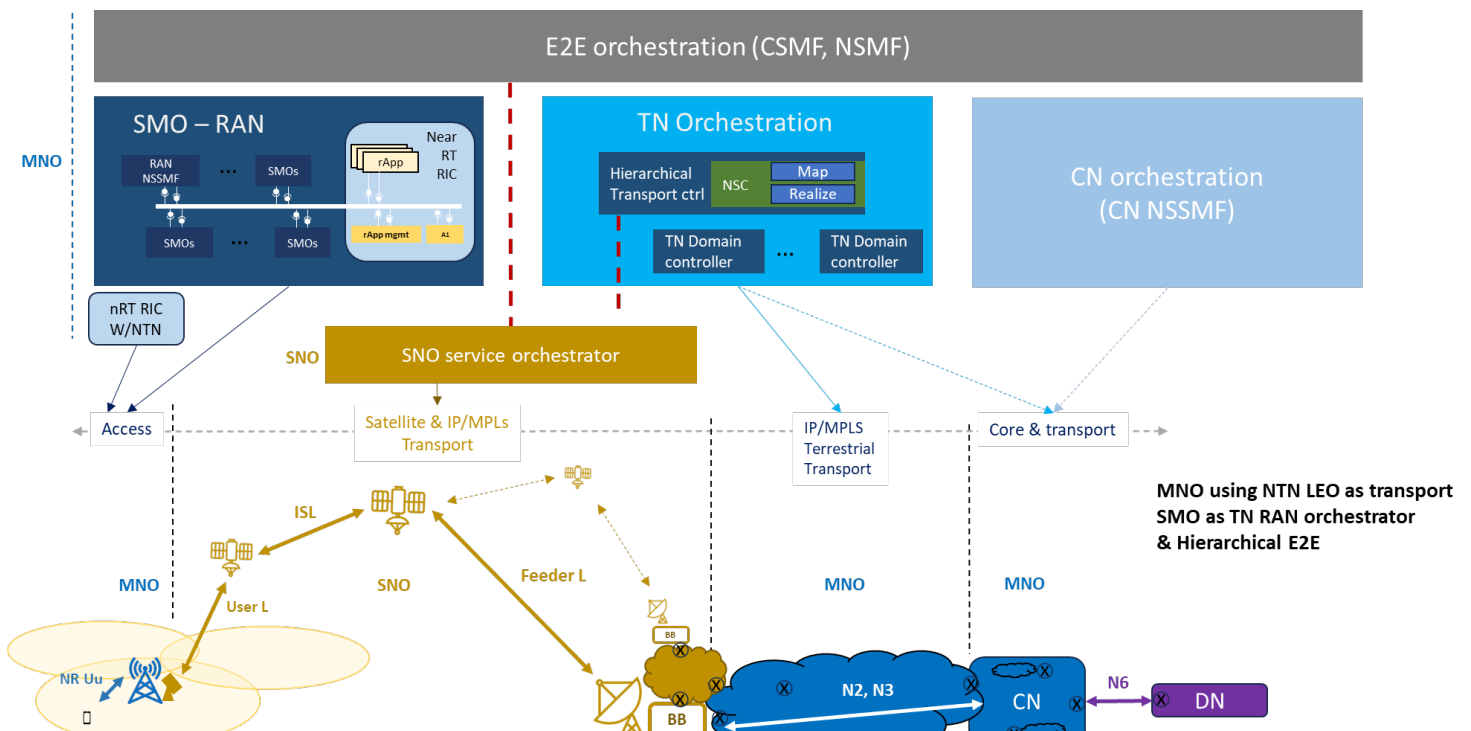 E2E orchestration (CSMF, NSMF)
MNO
SMO – RAN
RAN
NSSMF
...
SMOs
SMOs
...
SMOs
rApp
Near
RT
RIC
rApp mgmt
A1
TN Orchestration
Hierarchical
Transport ctrl
NSC
Map
Realize
TN Domain
controller
...
TN Domain
controller
CN orchestration
(CN NSSMF)
nRT RIC
W/NTN
SNO
SNO service orchestrator
Access
Satellite & IP/MPLs
Transport
IP/MPLS
Terrestrial
Transport
Core & transport
MNO using NTN LEO as transport
SMO as TN RAN orchestrator
& Hierarchical E2E
ISL
MNO
SNO
Feeder L
MNO
MNO
User L
BB
NR Uu
N2, N3
CN
N6
DN
BB